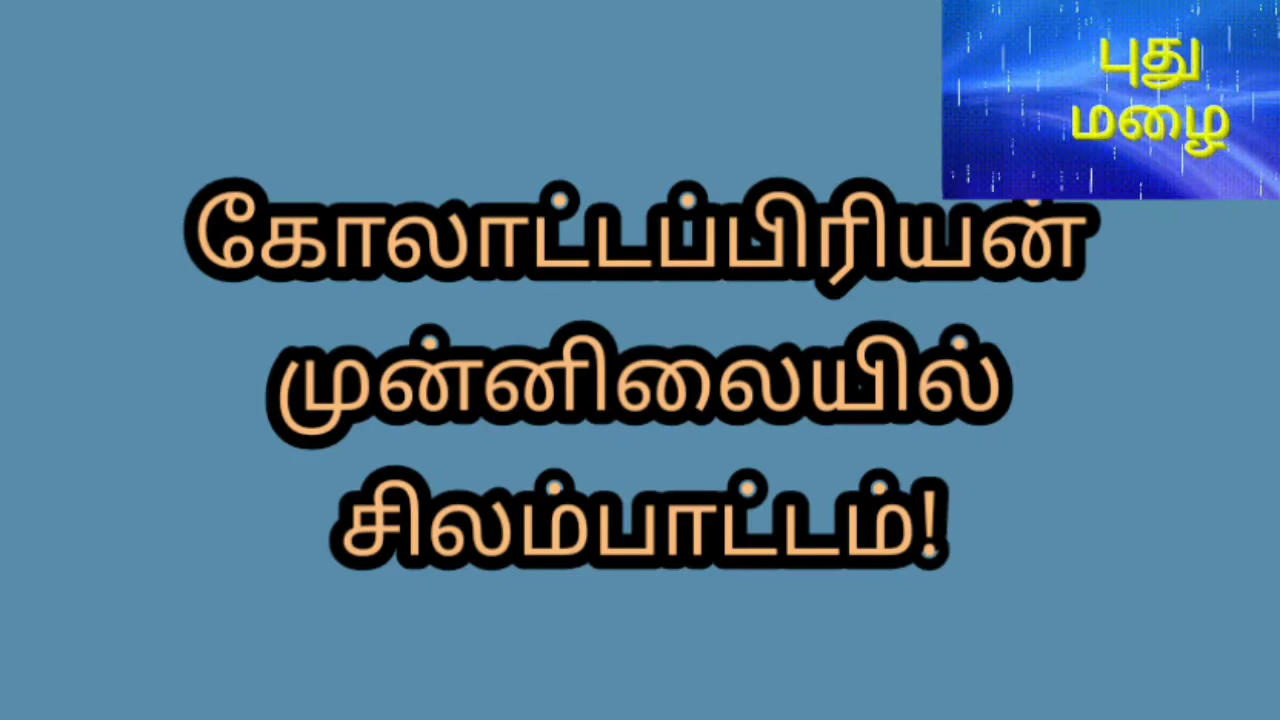 புது
மழை
கோலாட்டப்பிரியன்
முன்னிலையில்
சிலம்பாட்டம்!